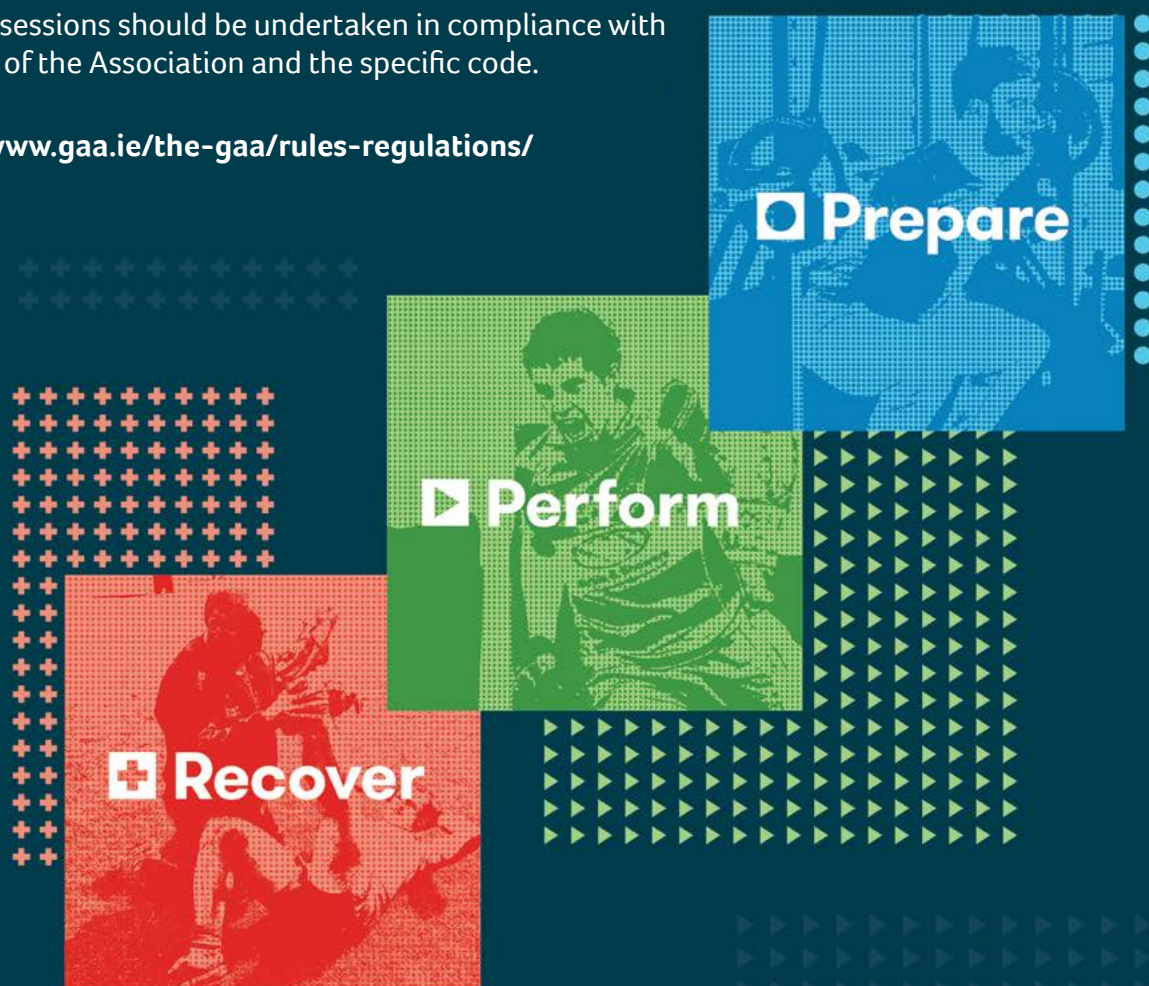 sessions should be undertaken in compliance with
of the Association and the specific code.
www.gaa.ie/the-gaa/rules-regulations/
Prepare
Perform
Recover